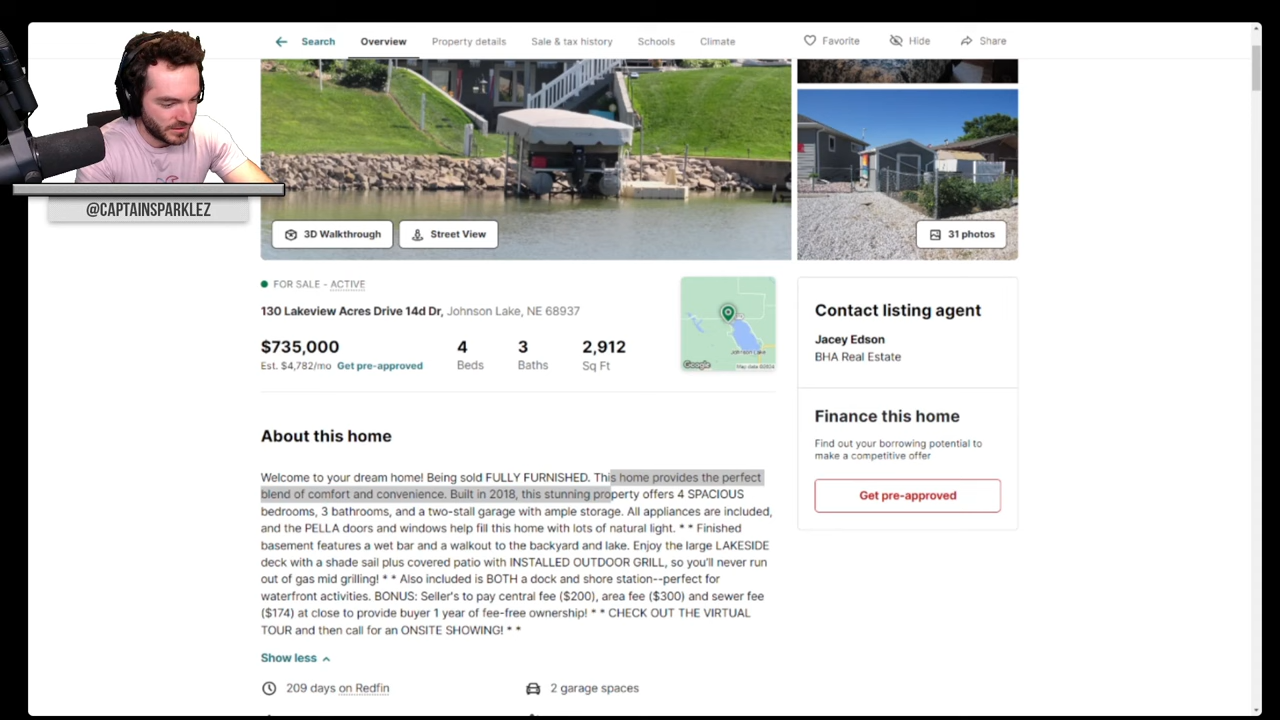 Search Overview Property details Sale & tax history Schools Climate Favorite Hide Share
3D Walkthrough Street View 31 photos
@CAPTAINSPARKLEZ
FOR SALE - ACTIVE
130 Lakeview Acres Drive 14d Dr, Johnson Lake, NE 68937
$735,000 4 3 2,912
Est. $4,782/mo Get pre-approved Beds Baths Sq Ft
Johnson Lake
Google Map data ©2024
Contact listing agent
Jacey Edson
BHA Real Estate
Finance this home
Find out your borrowing potential to
make a competitive offer
Get pre-approved
About this home
Welcome to your dream home! Being sold FULLY FURNISHED. This home provides the perfect
blend of comfort and convenience. Built in 2018, this stunning property offers 4 SPACIOUS
bedrooms, 3 bathrooms, and a two-stall garage with ample storage. All appliances are included,
and the PELLA doors and windows help fill this home with lots of natural light. * * Finished
basement features a wet bar and a walkout to the backyard and lake. Enjoy the large LAKESIDE
deck with a shade sail plus covered patio with INSTALLED OUTDOOR GRILL, so you'll never run
out of gas mid grilling! * * Also included is BOTH a dock and shore station--perfect for
waterfront activities. BONUS: Seller's to pay central fee ($200), area fee ($300) and sewer fee
($174) at close to provide buyer 1 year of fee-free ownership! * * CHECK OUT THE VIRTUAL
TOUR and then call for an ONSITE SHOWING! * *
Show less
209 days on Redfin 2 garage spaces